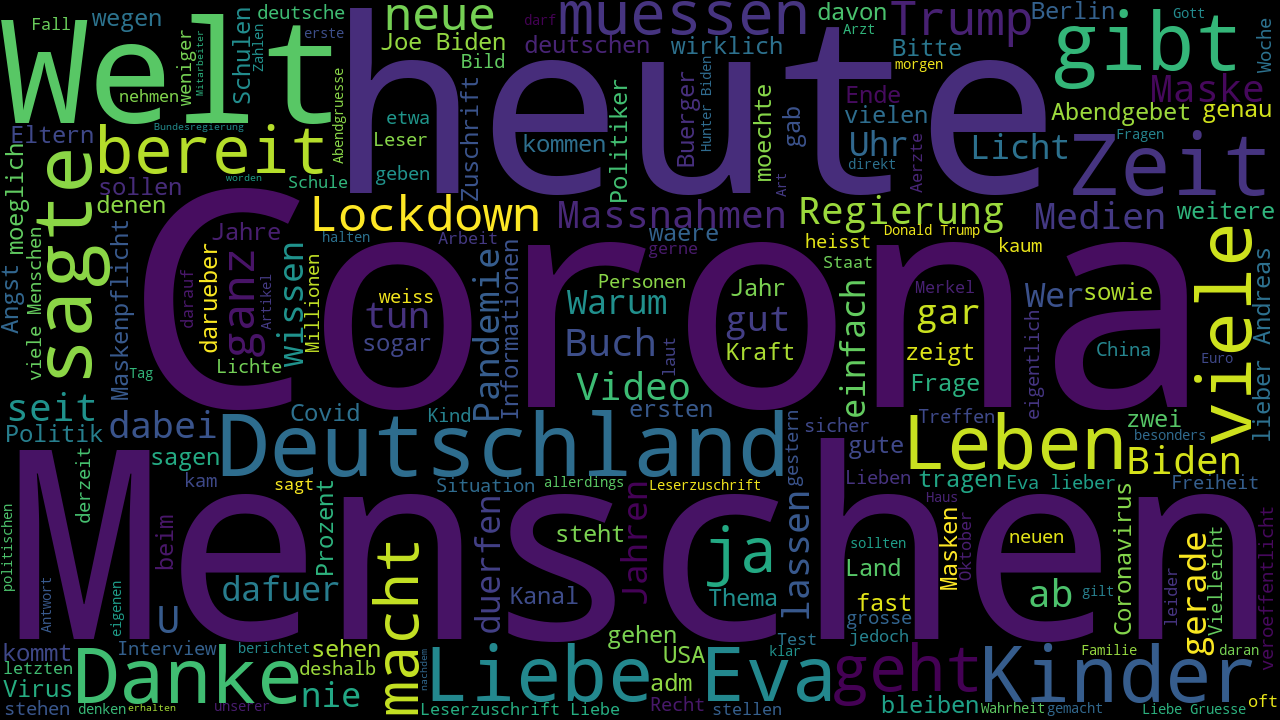 Welt
heute
Corona
Menschen
Fall
wegen
deutsche
erste
neue
darf
muessen
davon
Trump
Berlin
Gott
gibt
Woche
Joe Biden
deutschen
wirklich
Arzt
Bitte
morgen
Bild
Zahlen
Schulen
Mitarbeiter
weniger
nehmen
Abendgruesse
etwa
Leser
Zuschrift
kommen
Politiker
Buerger
Hunter Biden
moechte
gab
Ende
vielen
Uhr
direkt
Aerzte
Licht
Maske
Abendgebet
genau
Fragen
Zeit
Eltern
Bundesregierung
bereit
moeglich
sagte
sollen
denen
worden
Schule
geben
Art
Lockdown
Massnahmen
Regierung
Medien
weitere
Jahre
halten
Arbeit
waere
gerne
heisst
Donald Trump
kaum
Staat
Angst
viele Menschen
Maskenpflicht
darauf
darueber
ganz
Artikel
Wissen
Millionen
weiss
tun
sogar
Pandemie
Informationen
Personen
Warum
Buch
laut
Jahr
gut
Kraft
einfach
Merkel
gar
zeigt
Frage
Wer
sowie
eigentlich
China
Euro
viele
lieber Andreas
Tag
Lichte
Video
seit
Politik
dabei
Covid
Kind
ersten
gestern
sicher
Treffen
zwei
besonders
Deutschland
Leben
Biden
sagen
kam
derzeit
sagt
Situation
allerdings
Leserzuschrift
gute
Lieben
tragen
Eva lieber
Freiheit
Haus
politischen
beim
Prozent
macht
duerfen
steht
Jahren
ja
lassen
sollten
Land
Masken
Oktober
neuen
Coronavirus
leider
Vielleicht
gerade
veroeffentlicht
Antwort
eigenen
U
dafuer
Kanal
Thema
fast
grosse
jedoch
ab
gilt
kommt
Interview
berichtet
sehen
gehen
Test
klar
Familie
daran
letzten
deshalb
USA
Virus
Danke
nie
nachdem
Liebe
adm
Eva
geht
Kinder
stehen
denken
erhalten
unserer
Leserzuschrift Liebe
Recht
stellen
bleiben
Wahrheit
gemacht
Liebe Gruesse
oft